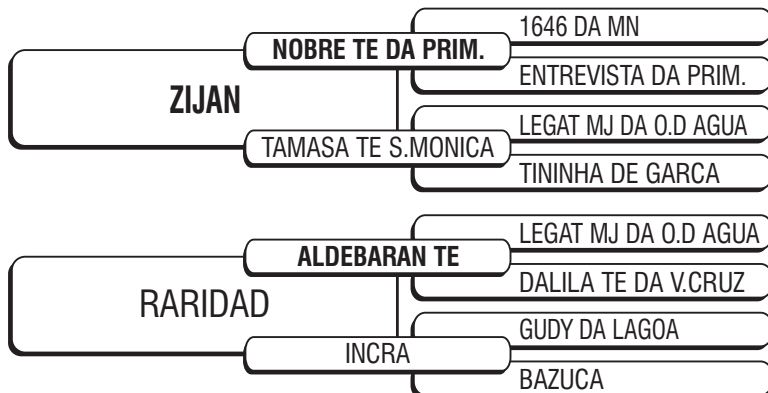 1646 DA MN
NOBRE TE DA PRIM.
ENTREVISTA DA PRIM.
ZIJAN
LEGAT MJ DA O.D AGUA
TAMASA TE S.MONICA
TININHA DE GARCA
LEGAT MJ DA O.D AGUA
ALDEBARAN TE
DALILA TE DA V.CRUZ
RARIDAD
GUDY DA LAGOA
INCRA
BAZUCA